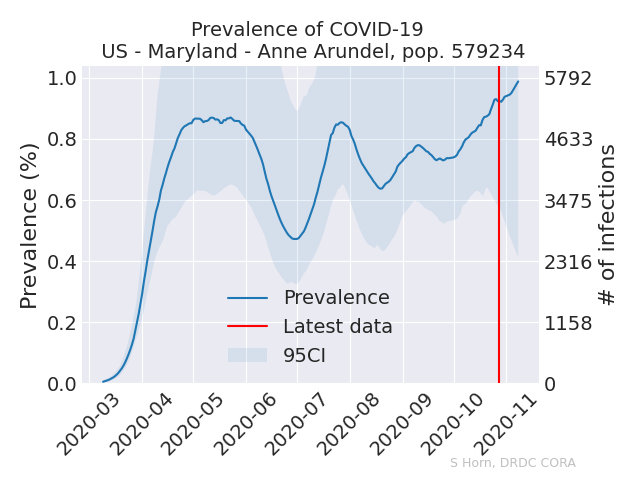 Prevalence of COVID-19
US - Maryland - Anne Arundel, pop. 579234
Prevalence (%)
1.0
0.8
0.6
0.4
0.2
0.0
5792
4633
3475
2316
1158
0
# of infections
Prevalence
Latest data
95CI
2020-03
2020-04
2020-05
2020-06
2020-07
2020-08
2020-09
2020-10
2020-11
S Horn, DRDC CORA